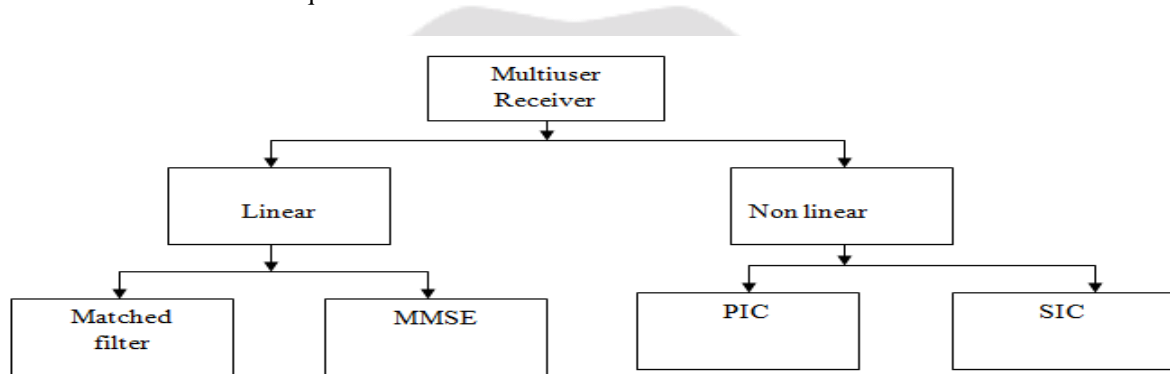 Multiuser
Receiver
Linear
Non linear
Matched
filter
MMSE
PIC
SIC